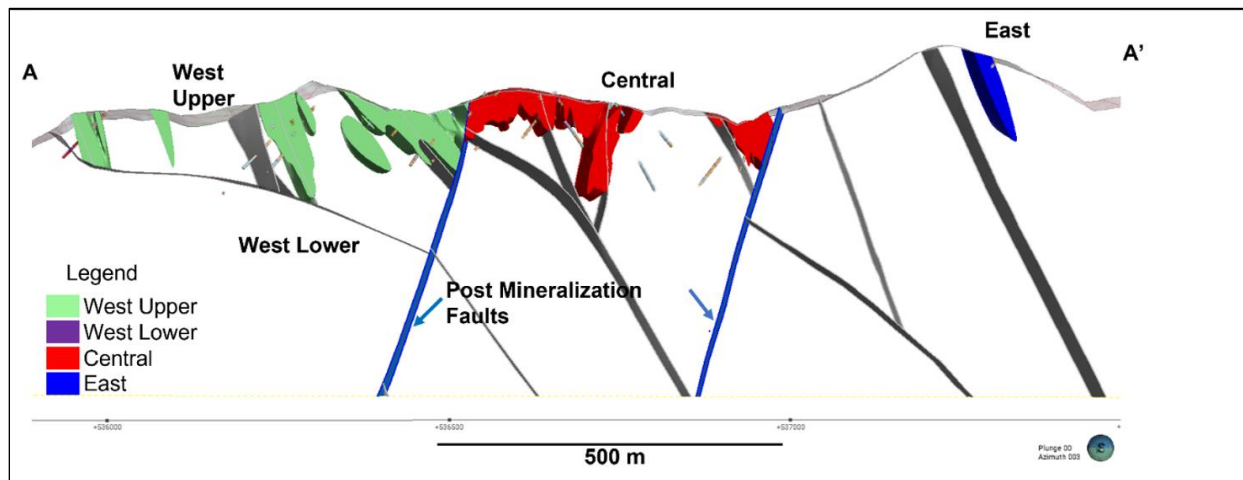 East
A
A'
West
Upper
Central
West Lower
Legend
West Upper
West Lower
Central
East
Post Mineralization
Faults
+536000
+536500
+537000
500 m
Plunge 00
Azimuth 003